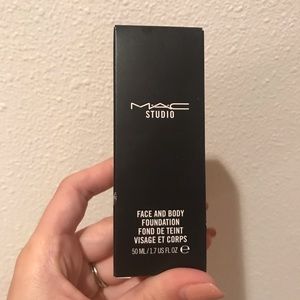 MAC
STUDIO
FACE AND BODY
FOUNDATION
FOND DE TEINT
VISAGE ET CORPS
50 ML / 1.7 US FL OZ ℮